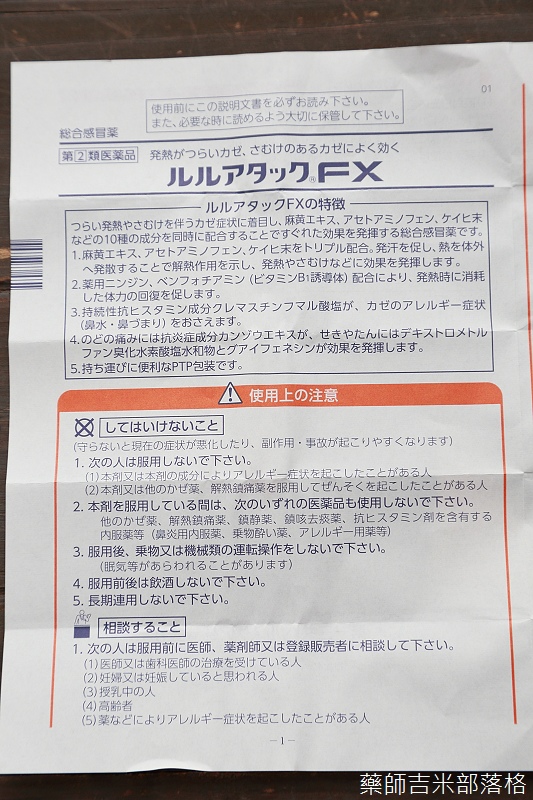 01
使用前にこの説明文書を必ずお読み下さい。
また、必要な時に読めるよう大切に保管して下さい。
総合感冒薬
第②類医薬品 発熱がつらいカゼ、さむけのあるカゼによく効く
ルルアタック®FX
ルルアタックFXの特徴
つらい発熱やさむけを伴うカゼ症状に着目し、麻黄エキス、アセトアミノフェン、ケイヒ末
などの10種の成分を同時に配合することですぐれた効果を発揮する総合感冒薬です。
1.麻黄エキス、アセトアミノフェン、ケイヒ末をトリプル配合。発汗を促し、熱を体外
へ発散することで解熱作用を示し、発熱やさむけなどに効果を発揮します。
2.薬用ニンジン、ベンフォチアミン(ビタミンB₁誘導体)配合により、発熱時に消耗
した体力の回復を促します。
3.持続性抗ヒスタミン成分クレマスチンフマル酸塩が、カゼのアレルギー症状
(鼻水・鼻づまり)をおさえます。
4.のどの痛みには抗炎症成分カンゾウエキスが、せきやたんにはデキストロメトル
ファン臭化水素酸塩水和物とグアイフェネシンが効果を発揮します。
5.持ち運びに便利なPTP包装です。
使用上の注意
してはいけないこと
(守らないと現在の症状が悪化したり、副作用・事故が起こりやすくなります)
1. 次の人は服用しないで下さい。
(1)本剤又は本剤の成分によりアレルギー症状を起こしたことがある人
(2)本剤又は他のかぜ薬、解熱鎮痛薬を服用してぜんそくを起こしたことがある人
2. 本剤を服用している間は、次のいずれの医薬品も使用しないで下さい。
他のかぜ薬、解熱鎮痛薬、鎮静薬、鎮咳去痰薬、抗ヒスタミン剤を含有する
内服薬等(鼻炎用内服薬、乗物酔い薬、アレルギー用薬等)
3. 服用後、乗物又は機械類の運転操作をしないで下さい。
(眠気等があらわれることがあります)
4. 服用前後は飲酒しないで下さい。
5. 長期連用しないで下さい。
相談すること
1. 次の人は服用前に医師、薬剤師又は登録販売者に相談して下さい。
(1)医師又は歯科医師の治療を受けている人
(2)妊婦又は妊娠していると思われる人
(3)授乳中の人
(4)高齢者
(5)薬などによりアレルギー症状を起こしたことがある人
-1-
藥師吉米部落格